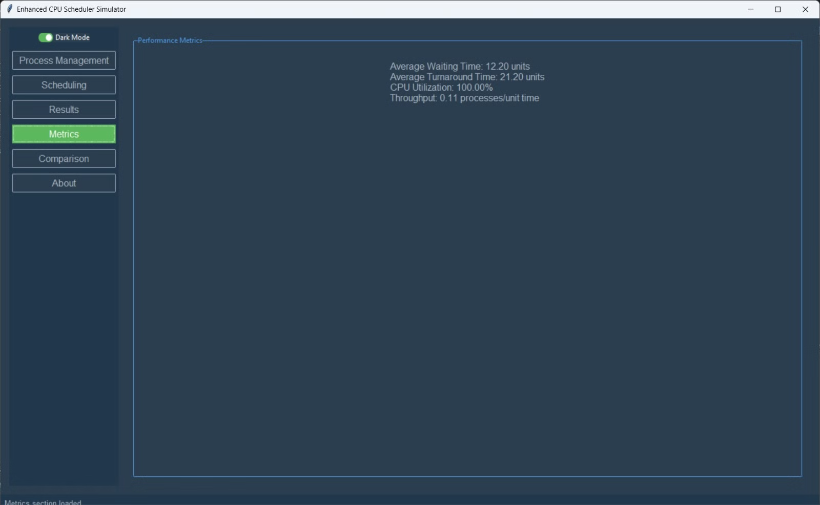 Enhanced CPU Scheduler Simulator
Dark Mode
Process Management
Scheduling
Results
Metrics
Comparison
About
Performance Metrics
Average Waiting Time: 12.20 units
Average Turnaround Time: 21.20 units
CPU Utilization: 100.00%
Throughput: 0.11 processes/unit time
Metrics section loaded